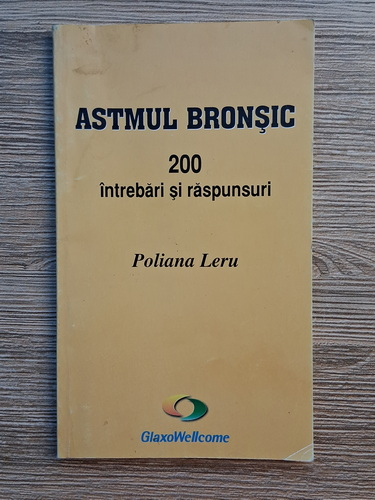 ASTMUL BRONŞIC
200
întrebări şi răspunsuri
Poliana Leru
GlaxoWellcome